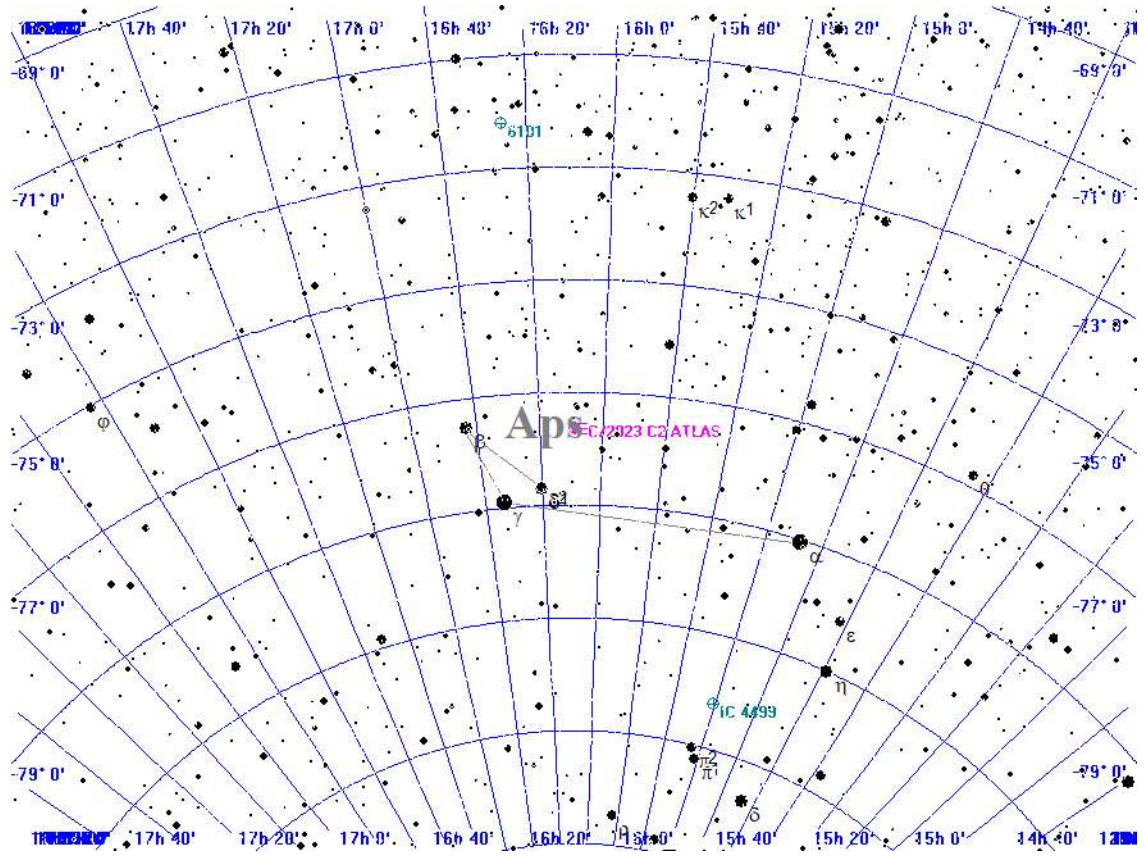 17h 40' 17h 20' 17h 0' 16h 40' 16h 20' 16h 0' 15h 40' 15h 20' 15h 0' 14h 40'
-69° 0' -69° 0'
6101
-71° 0' -71° 0'
κ2 κ1
-73° 0' -73° 0'
φ
Aps
C/2023 C2 ATLAS
β
-75° 0' -75° 0'
θ
γ
α
-77° 0' -77° 0'
ε
η
IC 4499
π2
-79° 0' -79° 0'
π1
δ
ρ
17h 40' 17h 20' 17h 0' 16h 40' 16h 20' 16h 0' 15h 40' 15h 20' 15h 0' 14h 40'